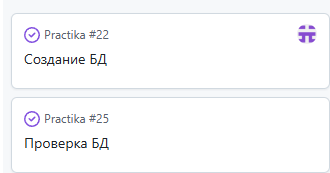 Practika #22
Создание БД
Practika #25
Проверка БД